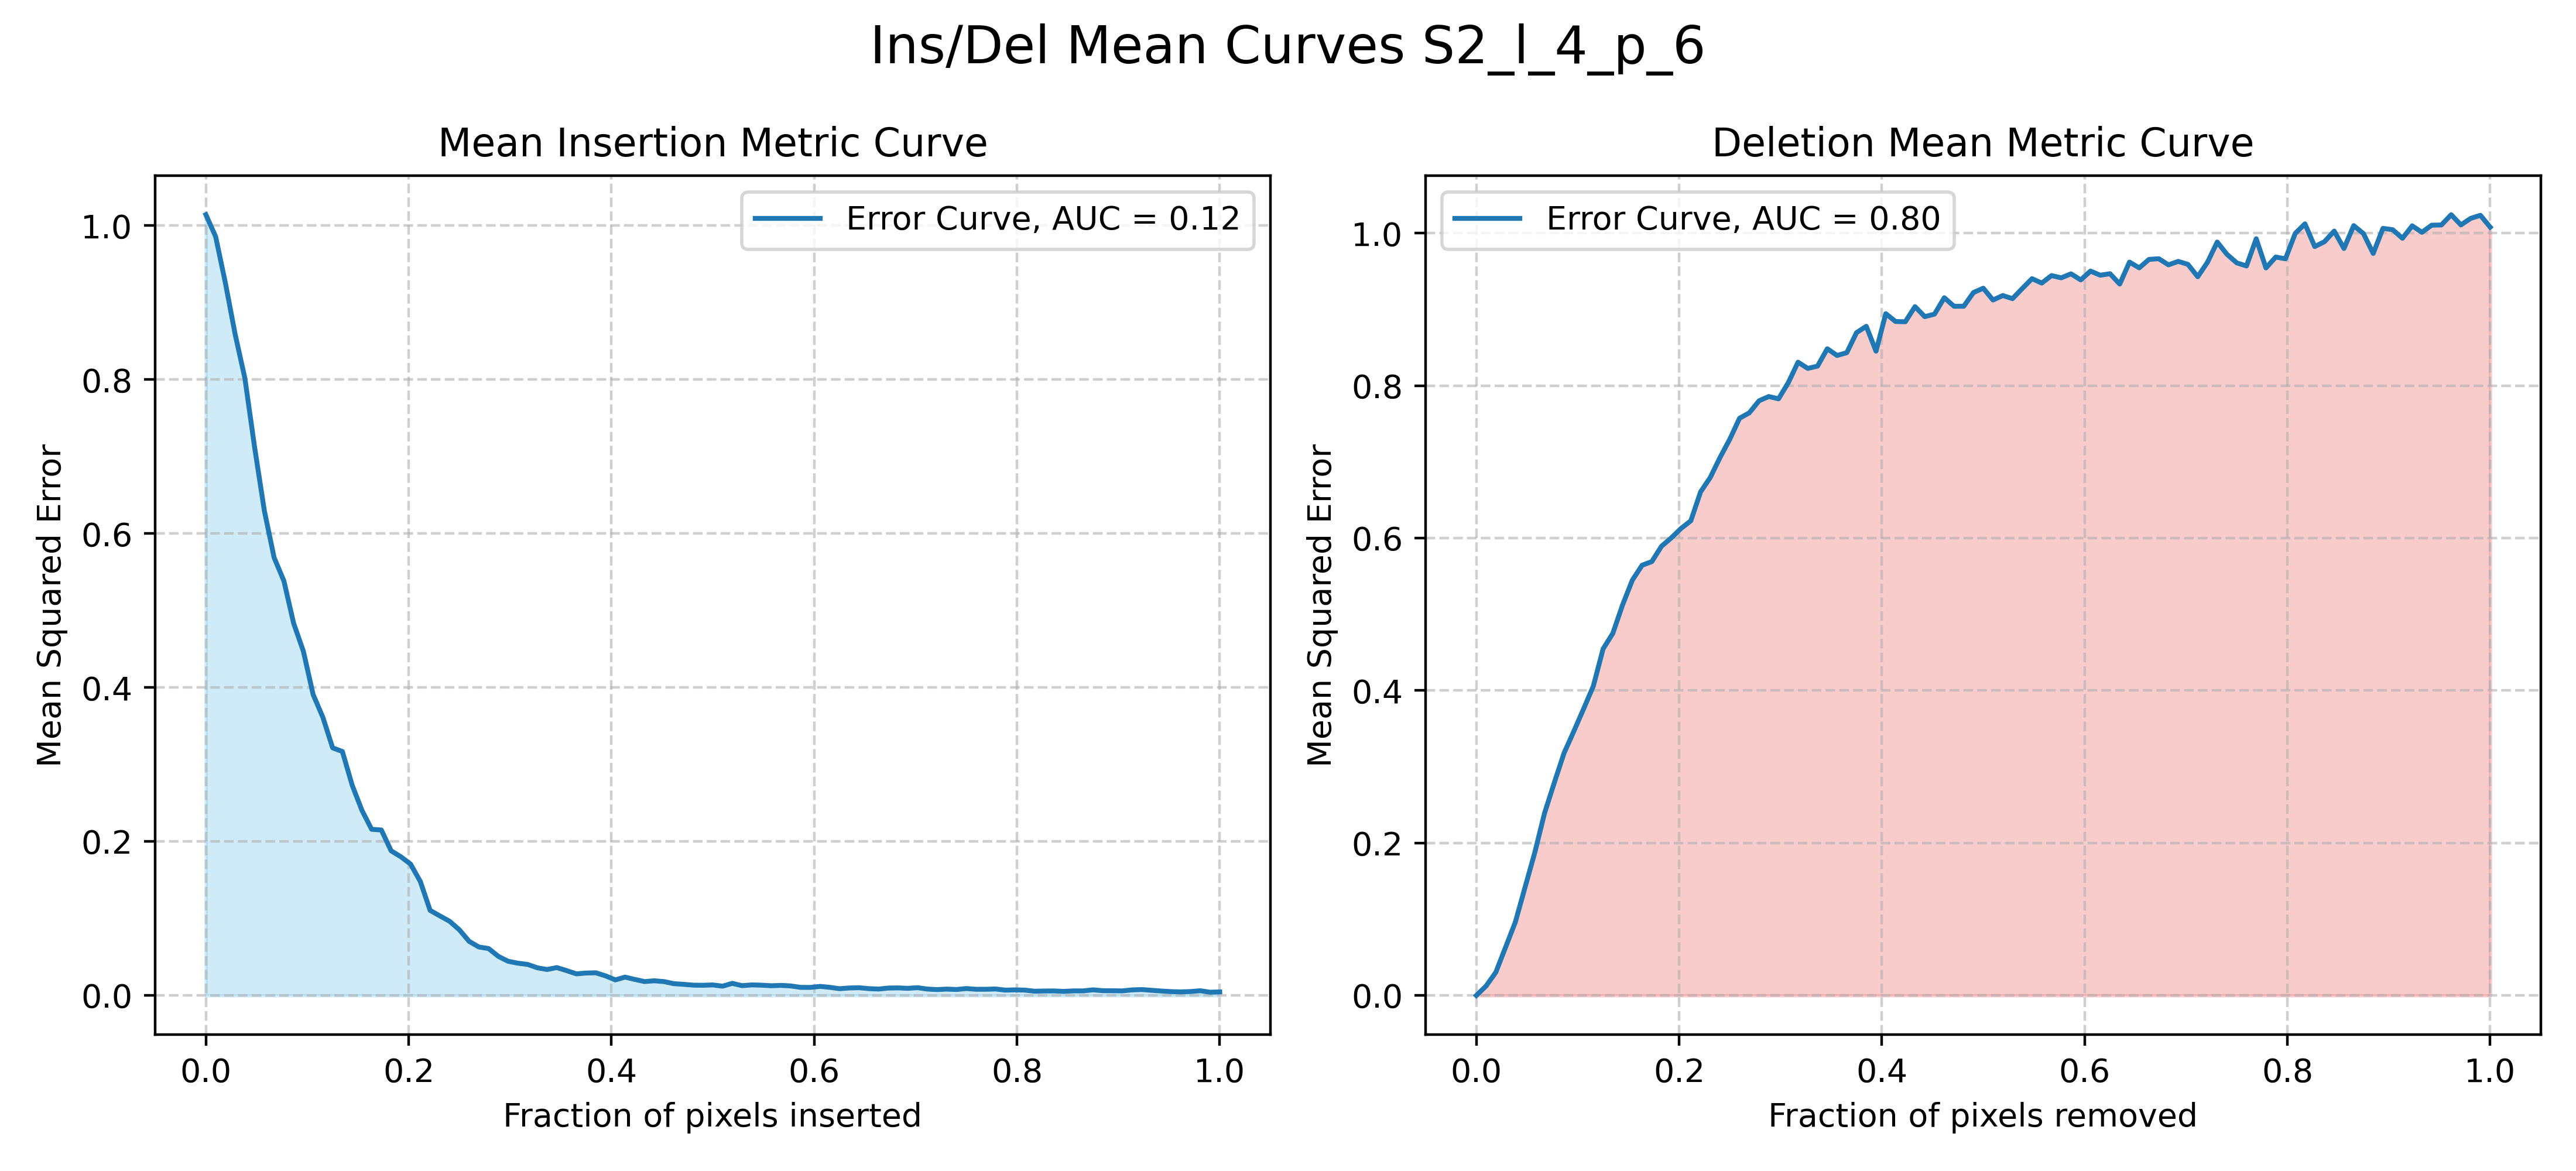 Ins/Del Mean Curves S2_l_4_p_6
Mean Insertion Metric Curve
Error Curve, AUC = 0.12
Mean Squared Error
1.0
0.8
0.6
0.4
0.2
0.0
0.0 0.2 0.4 0.6 0.8 1.0
Fraction of pixels inserted
Deletion Mean Metric Curve
Error Curve, AUC = 0.80
Mean Squared Error
1.0
0.8
0.6
0.4
0.2
0.0
0.0 0.2 0.4 0.6 0.8 1.0
Fraction of pixels removed